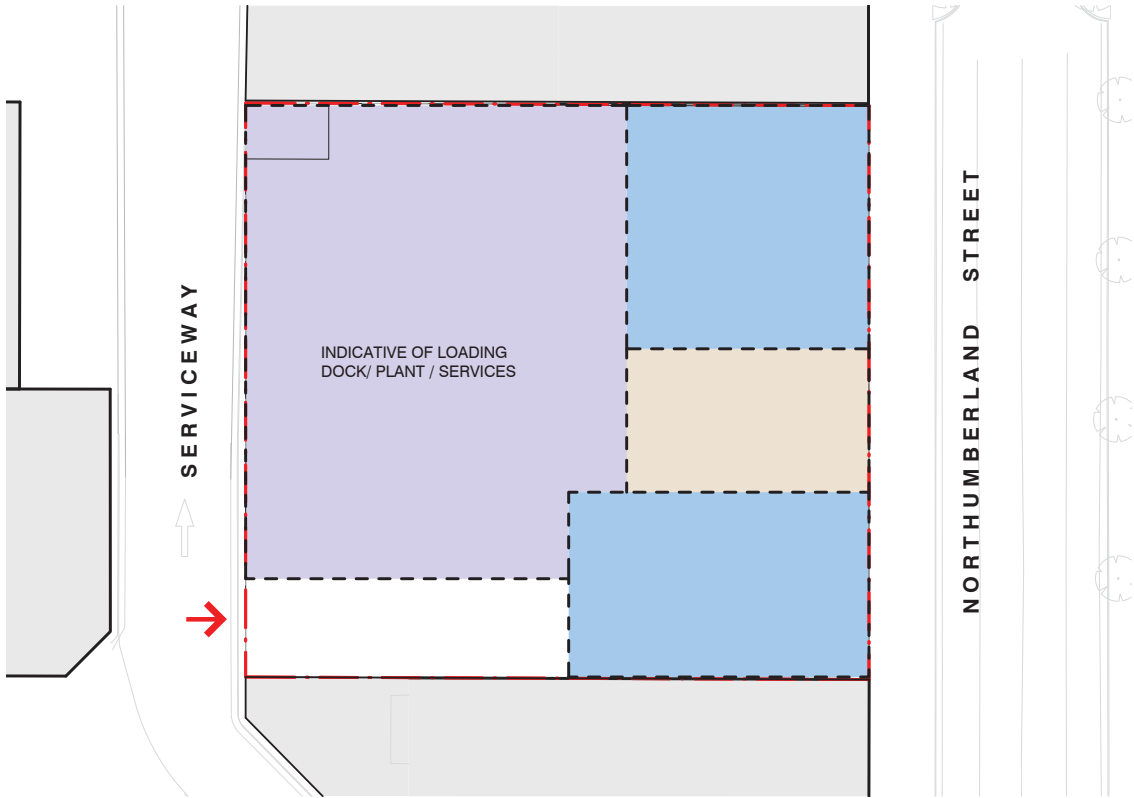 SERVICEWAY
INDICATIVE OF LOADING
DOCK/ PLANT / SERVICES
NORTHUMBERLAND STREET